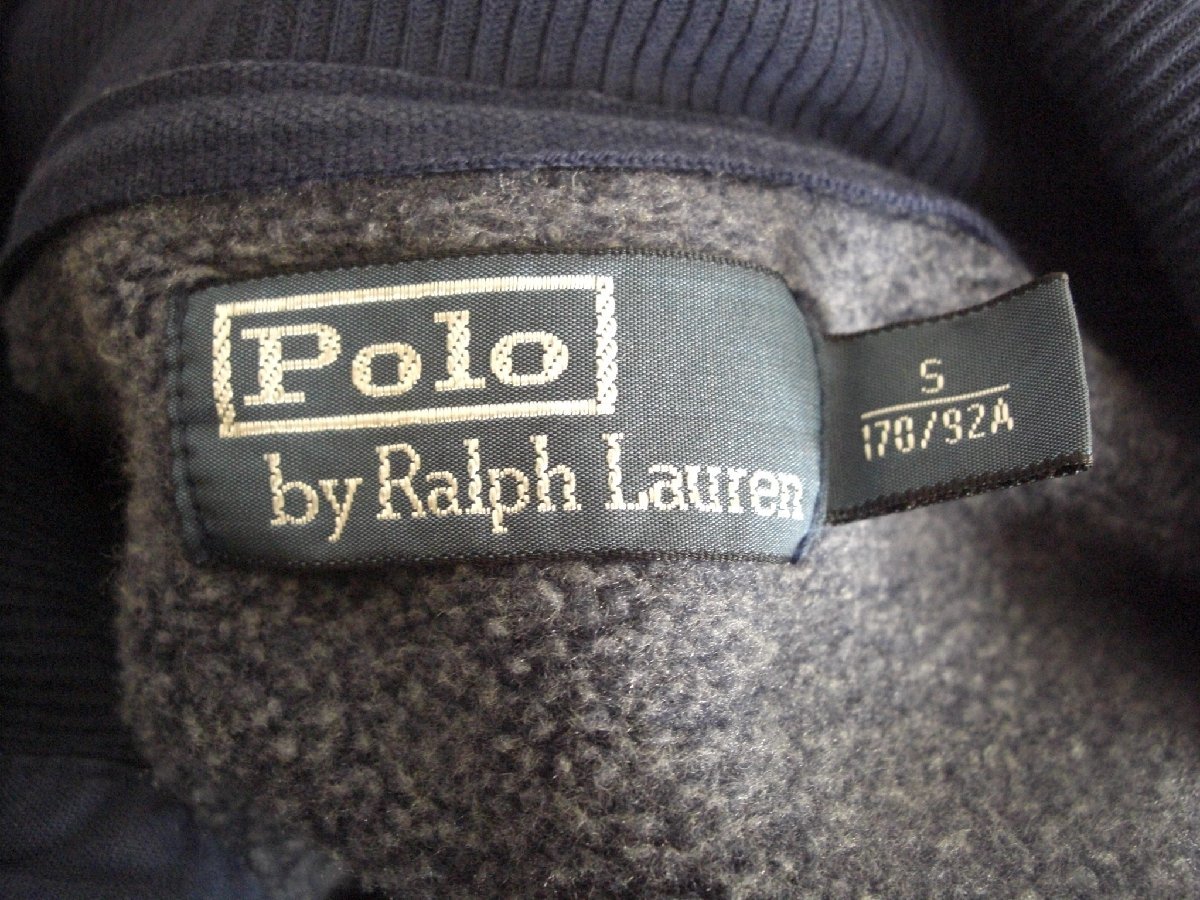 Polo
by Ralph Lauren
S
170/92A